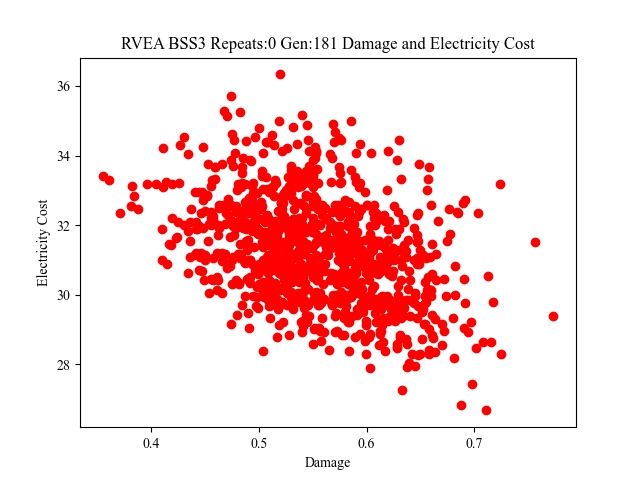 RVEA BSS3 Repeats:0 Gen:181 Damage and Electricity Cost
36
34
32
30
28
Electricity Cost
0.4 0.5 0.6 0.7
Damage